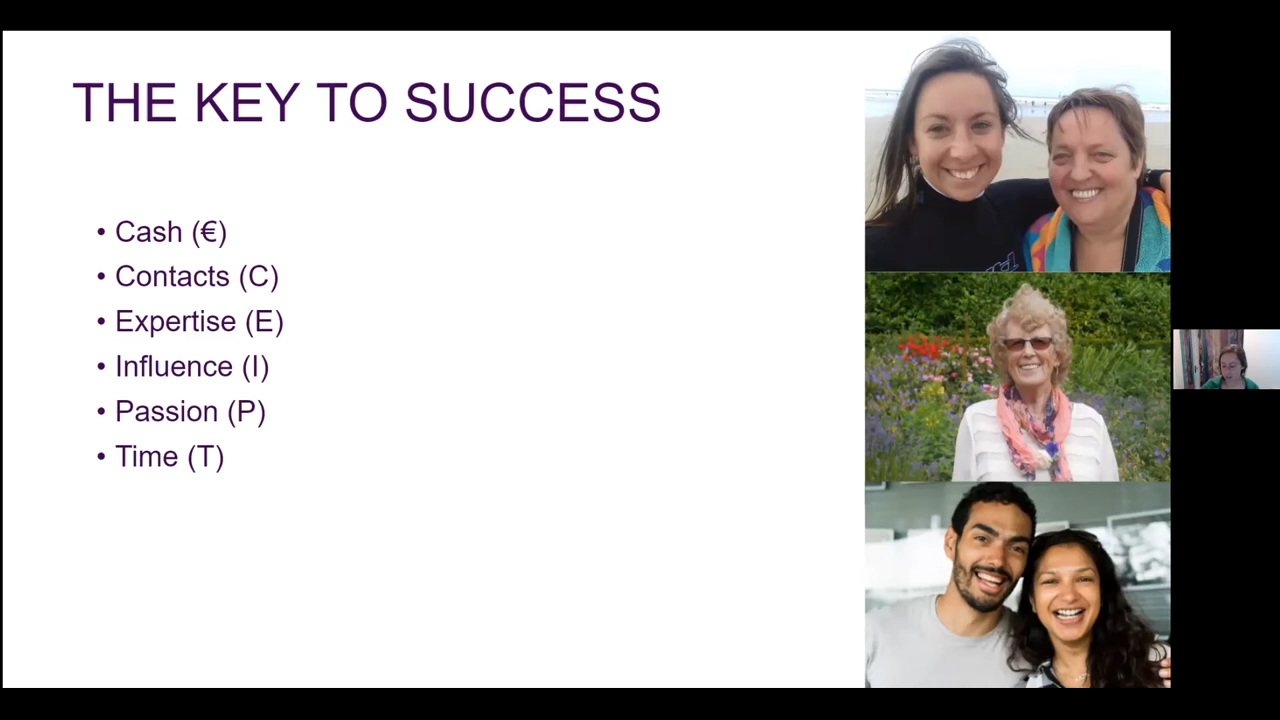 THE KEY TO SUCCESS
• Cash (€)
• Contacts (C)
• Expertise (E)
• Influence (I)
• Passion (P)
• Time (T)